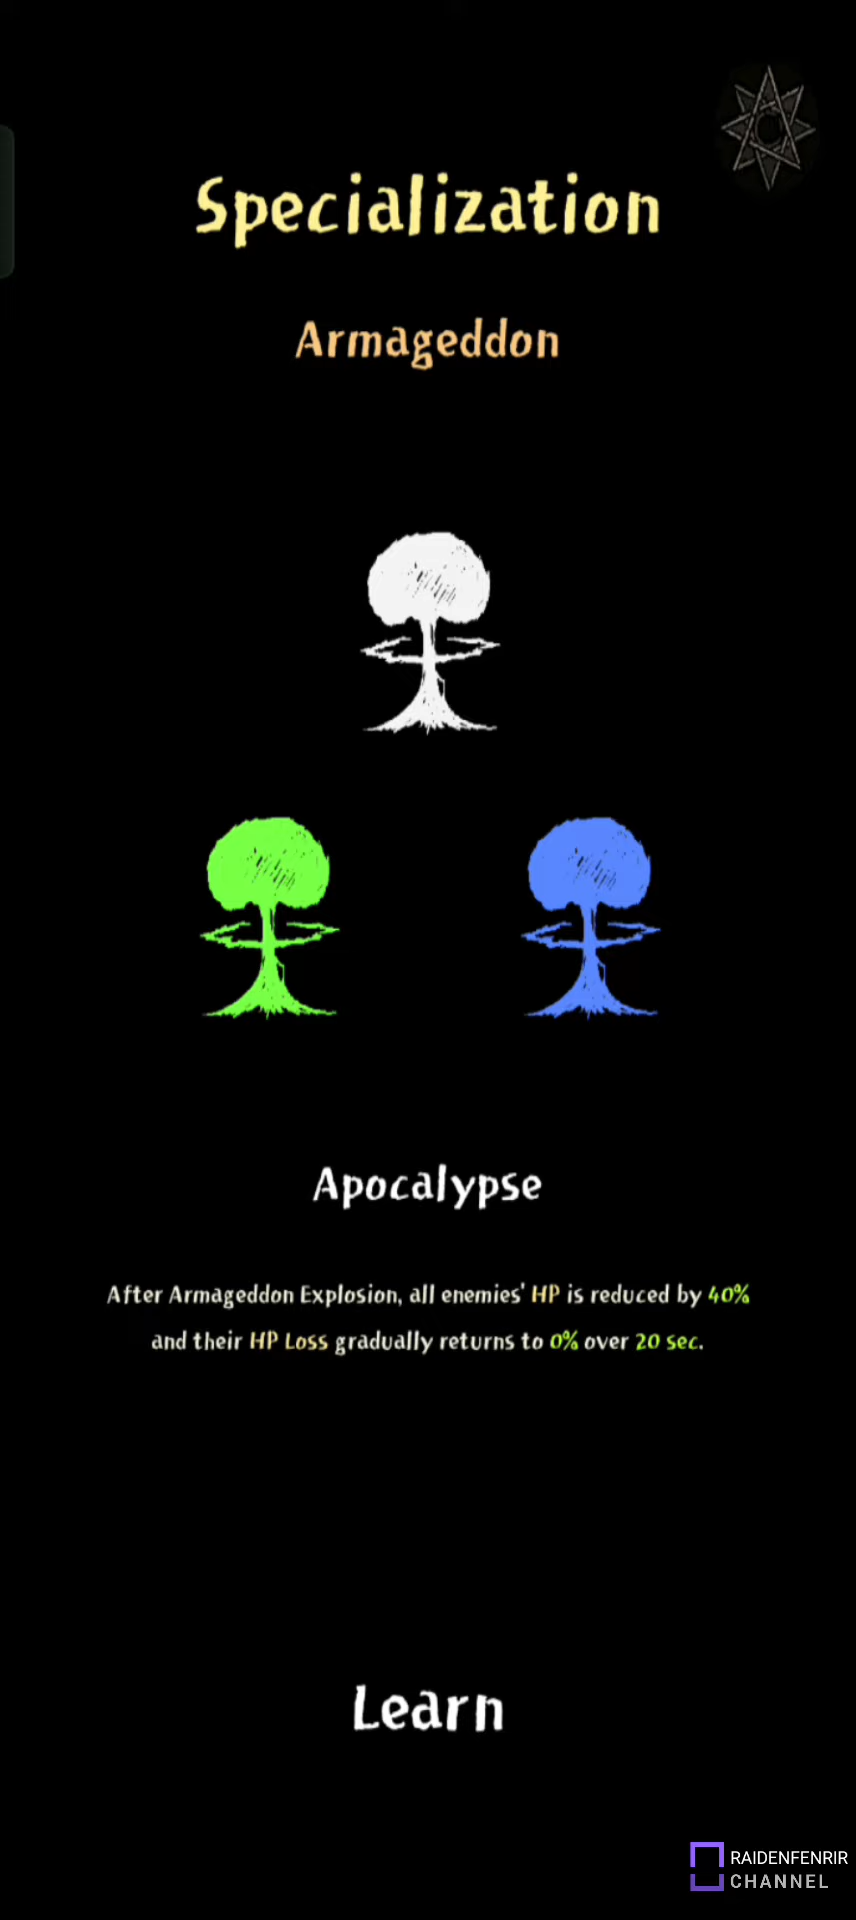 Specialization
Armageddon
Apocalypse
After Armageddon Explosion, all enemies' HP is reduced by 40%
and their HP Loss gradually returns to 0% over 20 sec.
Learn
RAIDENFENRIR
CHANNEL